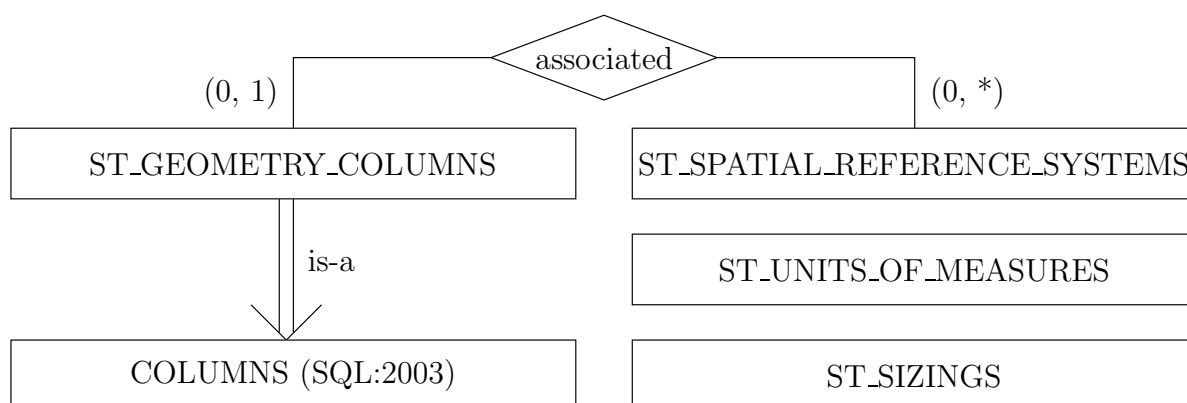 associated
(0, 1)
(0, *)
ST_GEOMETRY_COLUMNS
ST_SPATIAL_REFERENCE_SYSTEMS
is-a
ST_UNITS_OF_MEASURES
COLUMNS (SQL:2003)
ST_SIZINGS